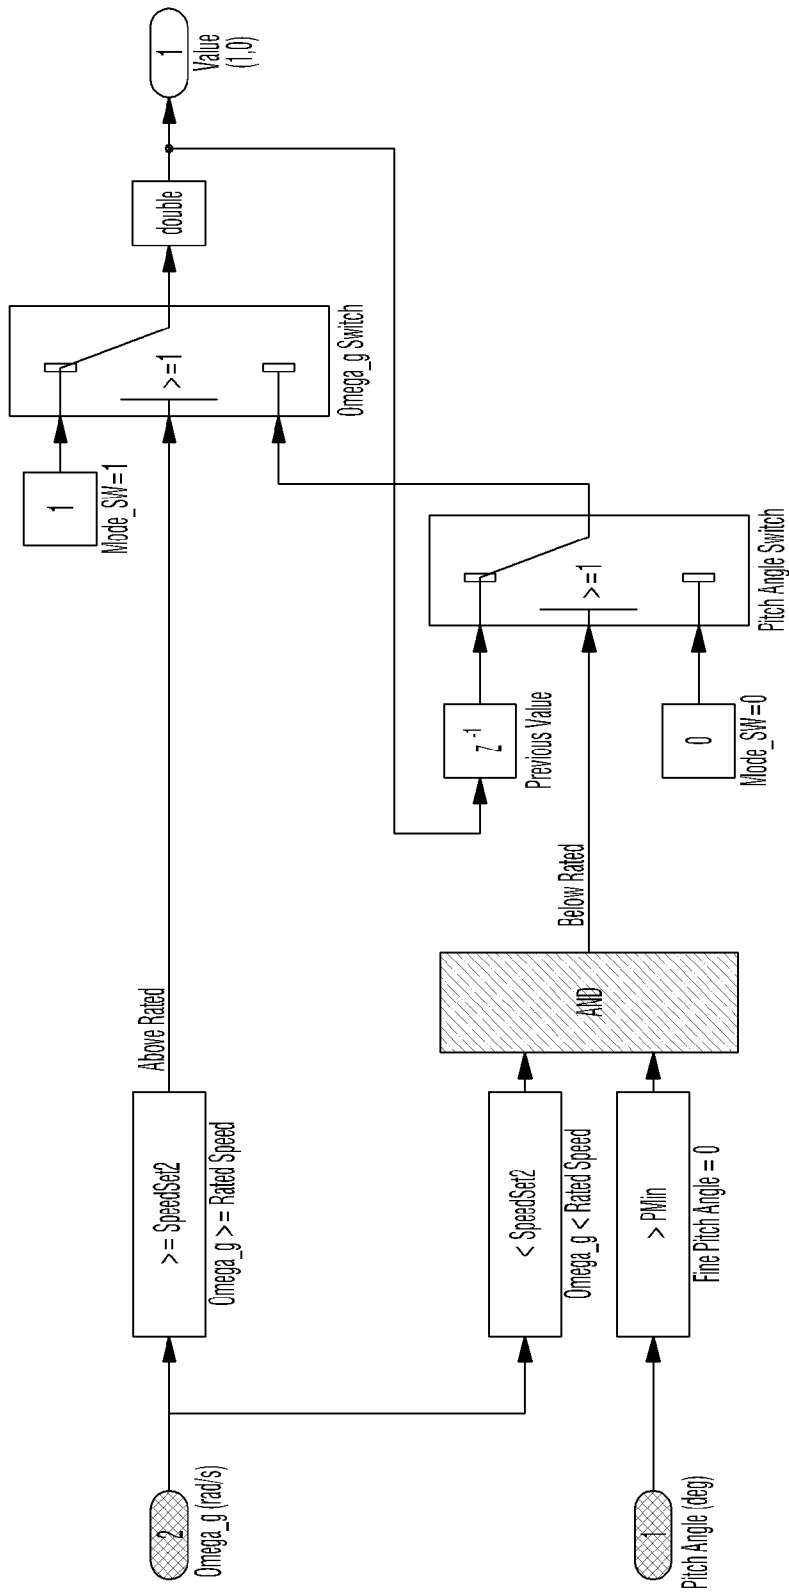 2
Omega_g (rad/s)
>= SpeedSet2
Omega_g >= Rated Speed
Above Rated
1
Mode_SW=1
>=1
Omega_g Switch
double
1
Value
(1,0)
< SpeedSet2
Omega_g < Rated Speed
1
Pitch Angle (deg)
> PMin
Fine Pitch Angle = 0
AND
Below Rated
z⁻¹
Previous Value
0
Mode_SW=0
>=1
Pitch Angle Switch